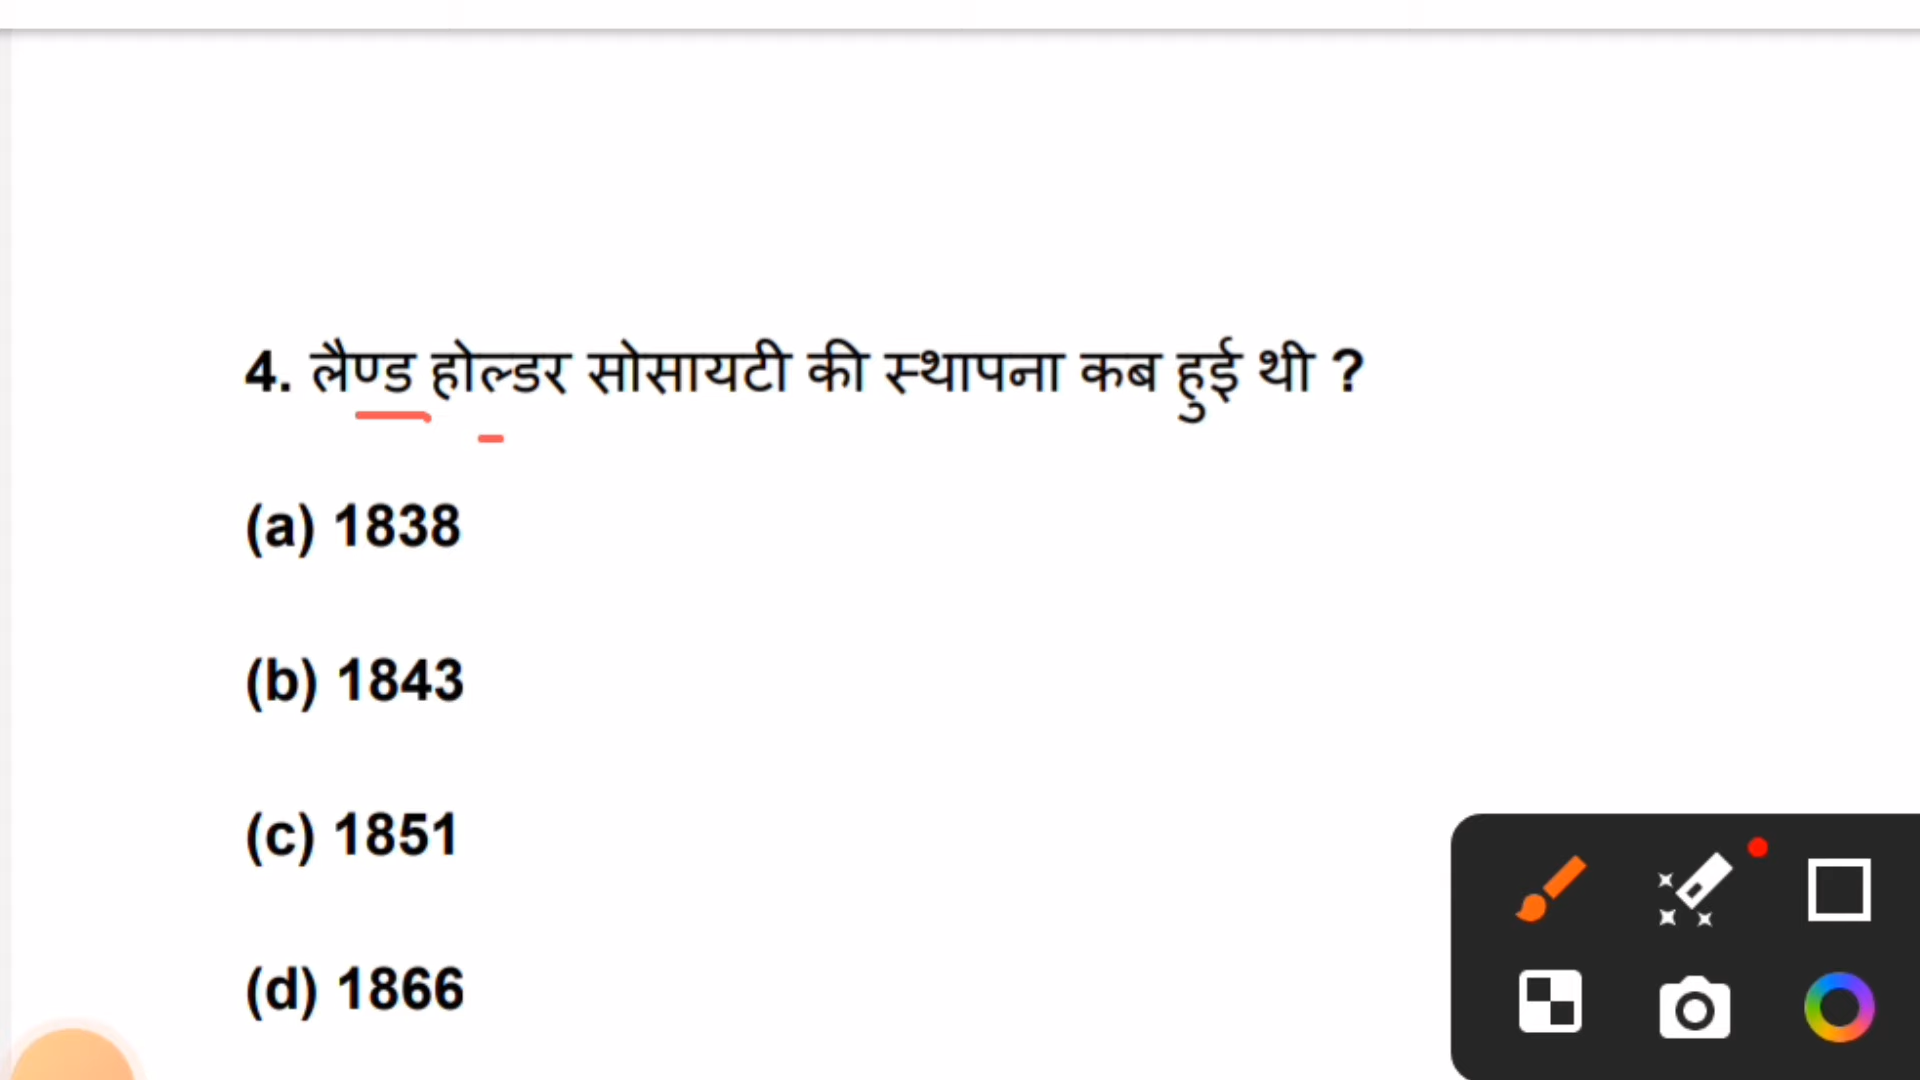 4. लैण्ड होल्डर सोसायटी की स्थापना कब हुई थी ?
(a) 1838
(b) 1843
(c) 1851
(d) 1866